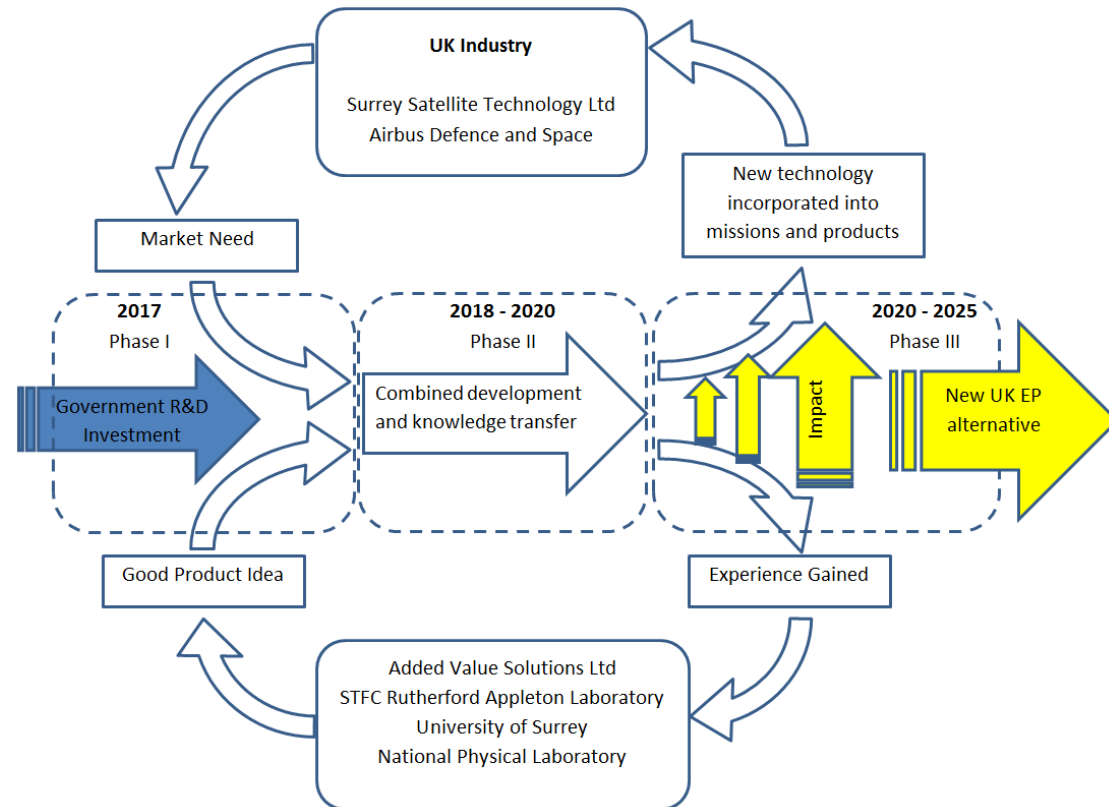 UK Industry
Surrey Satellite Technology Ltd
Airbus Defence and Space
New technology
incorporated into
missions and products
Market Need
2017
Phase I
2018 - 2020
Phase II
2020 - 2025
Phase III
Government R&D
Investment
Combined development
and knowledge transfer
Impact
New UK EP
alternative
Good Product Idea
Experience Gained
Added Value Solutions Ltd
STFC Rutherford Appleton Laboratory
University of Surrey
National Physical Laboratory